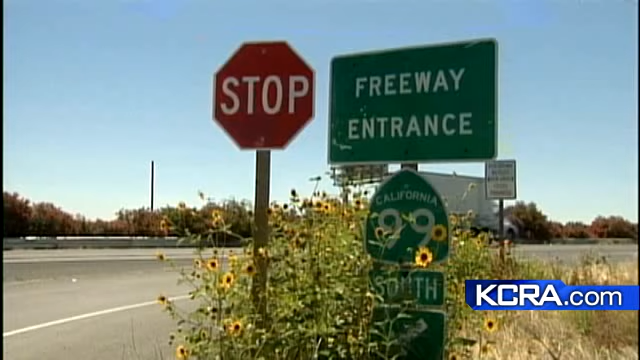 STOP
FREEWAY
ENTRANCE
CALIFORNIA
99
SOUTH
KCRA.com